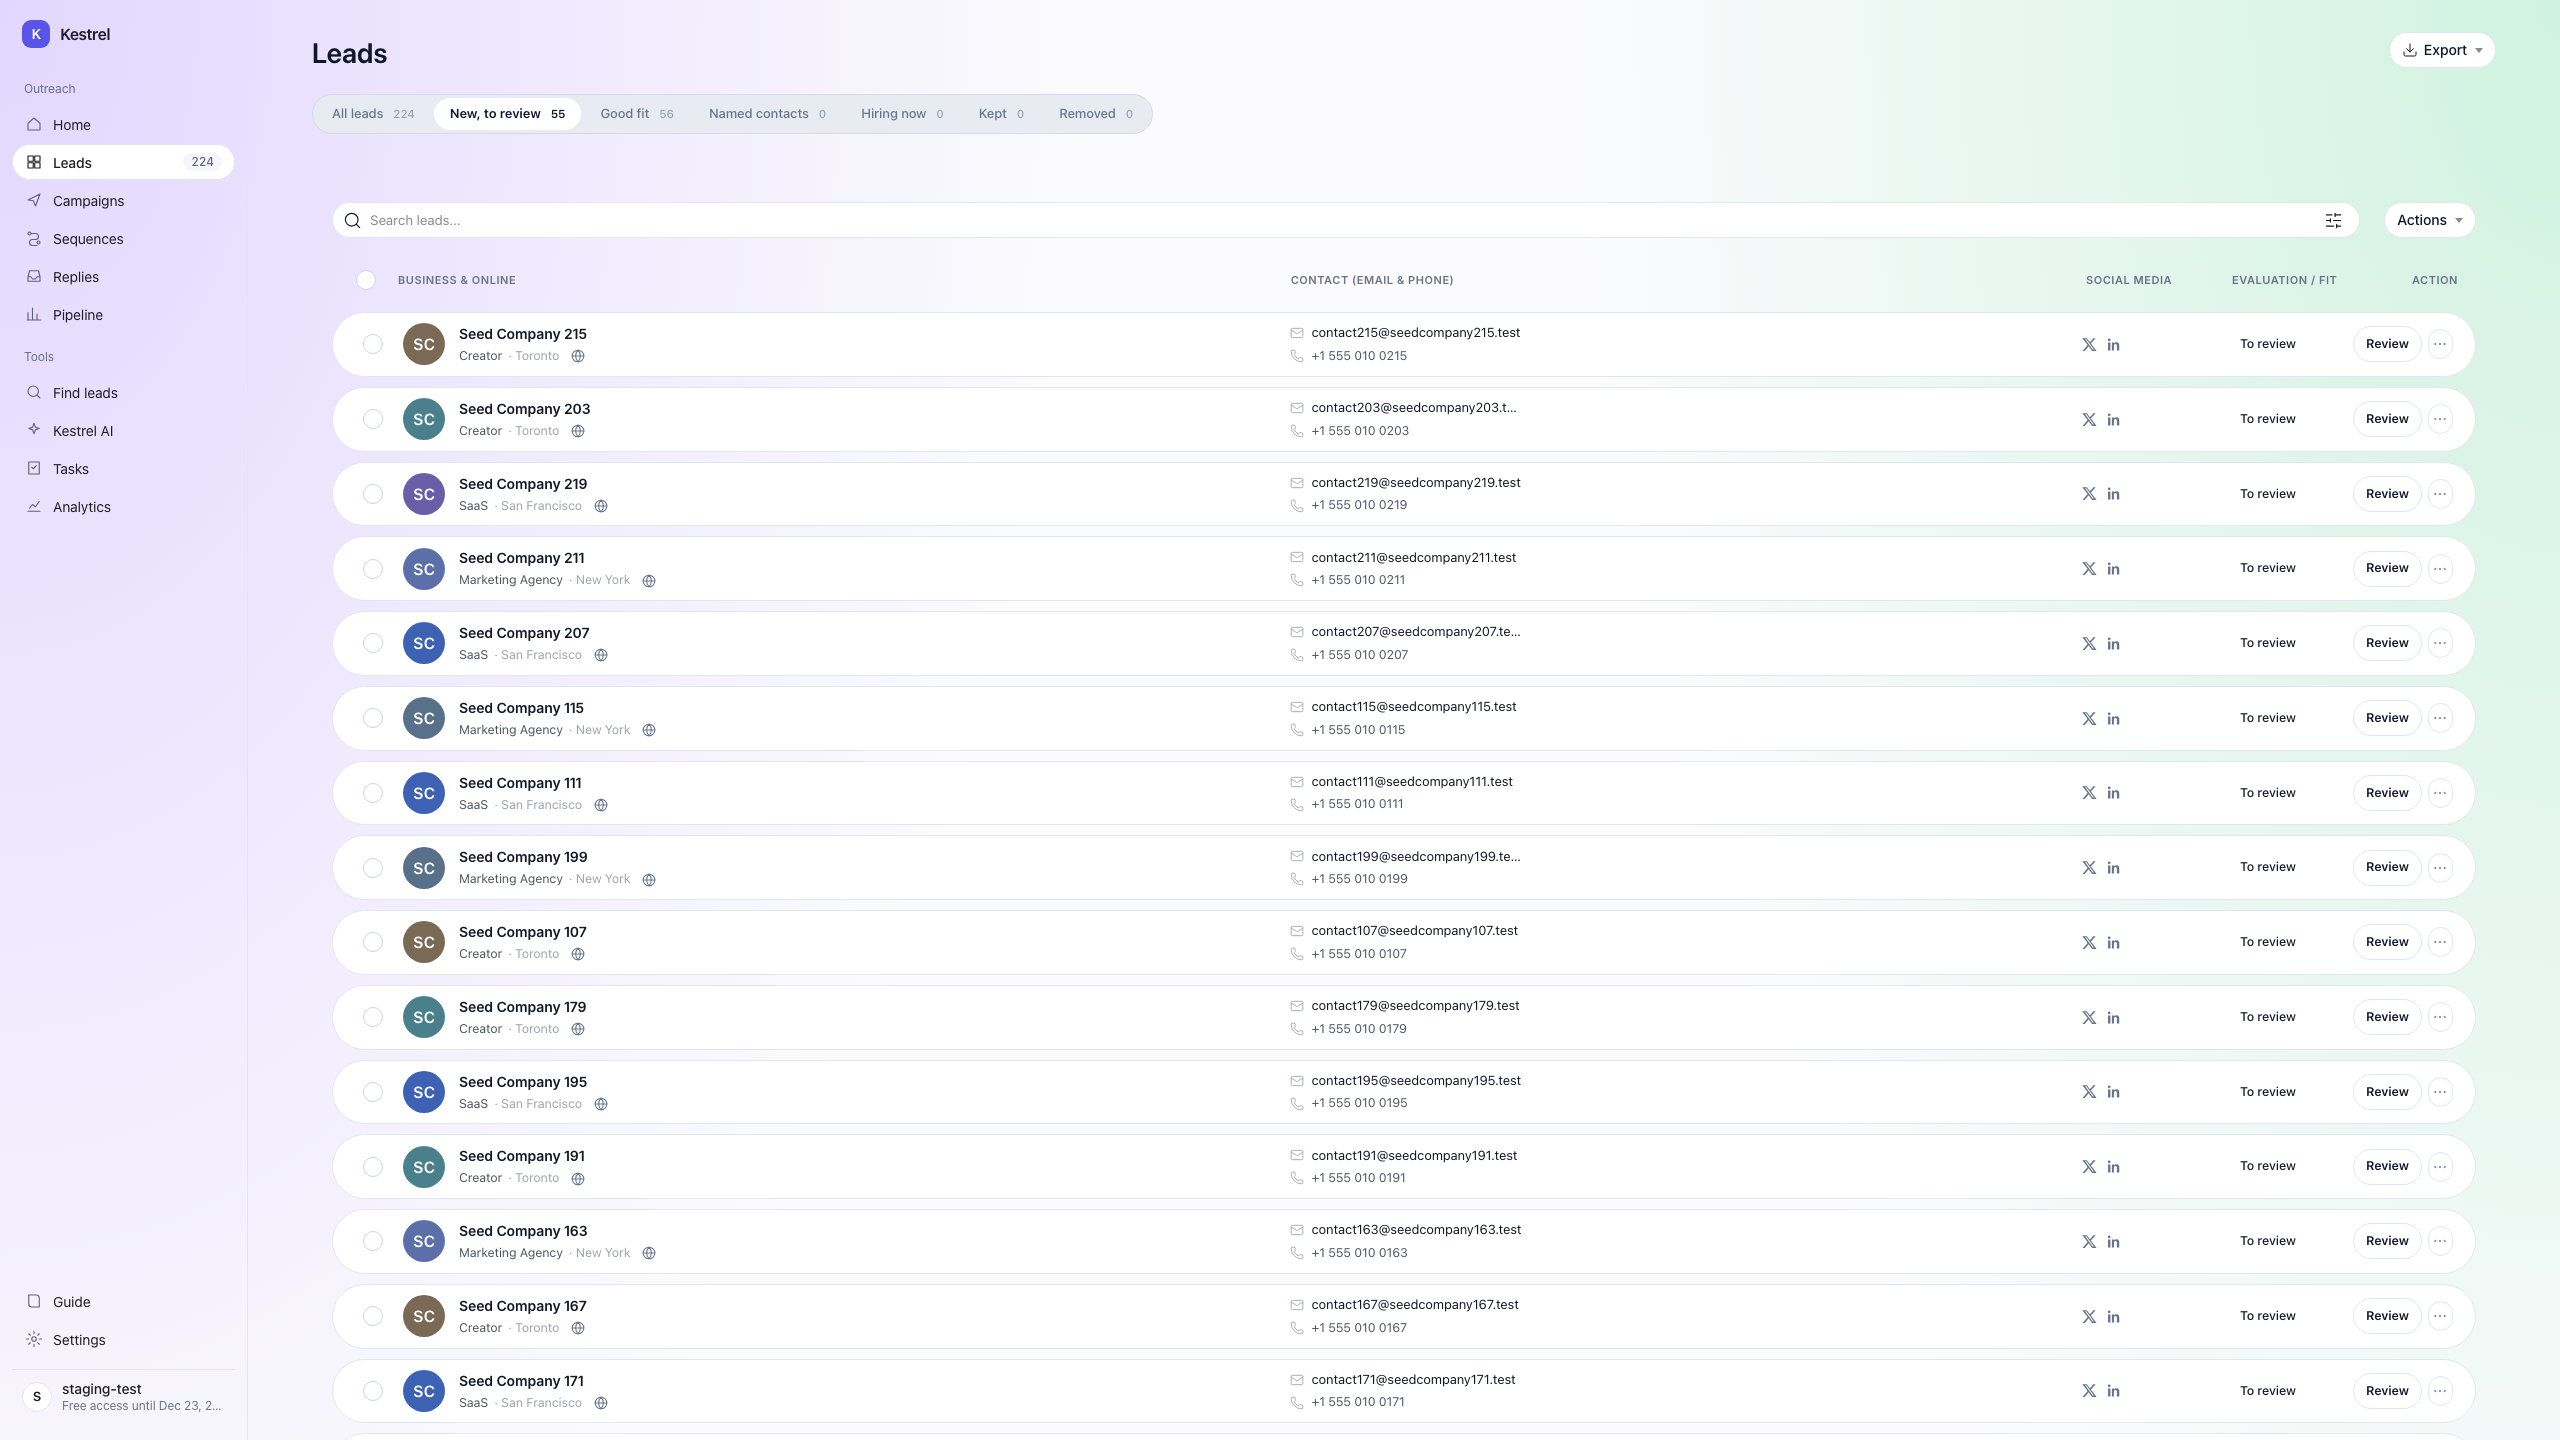 K Kestrel
Outreach
Home
Leads 224
Campaigns
Sequences
Replies
Pipeline
Tools
Find leads
Kestrel AI
Tasks
Analytics
Guide
Settings
S staging-test
Free access until Dec 23, 2...
Leads
Export
All leads 224 New, to review 55 Good fit 56 Named contacts 0 Hiring now 0 Kept 0 Removed 0
Search leads...
Actions
BUSINESS & ONLINE CONTACT (EMAIL & PHONE) SOCIAL MEDIA EVALUATION / FIT ACTION
SC Seed Company 215 contact215@seedcompany215.test X in To review Review ...
Creator · Toronto +1 555 010 0215
SC Seed Company 203 contact203@seedcompany203.t... X in To review Review ...
Creator · Toronto +1 555 010 0203
SC Seed Company 219 contact219@seedcompany219.test X in To review Review ...
SaaS · San Francisco +1 555 010 0219
SC Seed Company 211 contact211@seedcompany211.test X in To review Review ...
Marketing Agency · New York +1 555 010 0211
SC Seed Company 207 contact207@seedcompany207.te... X in To review Review ...
SaaS · San Francisco +1 555 010 0207
SC Seed Company 115 contact115@seedcompany115.test X in To review Review ...
Marketing Agency · New York +1 555 010 0115
SC Seed Company 111 contact111@seedcompany111.test X in To review Review ...
SaaS · San Francisco +1 555 010 0111
SC Seed Company 199 contact199@seedcompany199.te... X in To review Review ...
Marketing Agency · New York +1 555 010 0199
SC Seed Company 107 contact107@seedcompany107.test X in To review Review ...
Creator · Toronto +1 555 010 0107
SC Seed Company 179 contact179@seedcompany179.test X in To review Review ...
Creator · Toronto +1 555 010 0179
SC Seed Company 195 contact195@seedcompany195.test X in To review Review ...
SaaS · San Francisco +1 555 010 0195
SC Seed Company 191 contact191@seedcompany191.test X in To review Review ...
Creator · Toronto +1 555 010 0191
SC Seed Company 163 contact163@seedcompany163.test X in To review Review ...
Marketing Agency · New York +1 555 010 0163
SC Seed Company 167 contact167@seedcompany167.test X in To review Review ...
Creator · Toronto +1 555 010 0167
SC Seed Company 171 contact171@seedcompany171.test X in To review Review ...
SaaS · San Francisco +1 555 010 0171